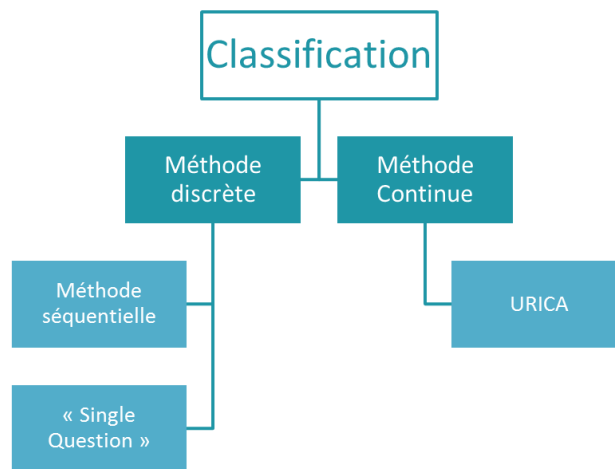 Classification
Méthode
discrète
Méthode
Continue
Méthode
séquentielle
URICA
« Single
Question »